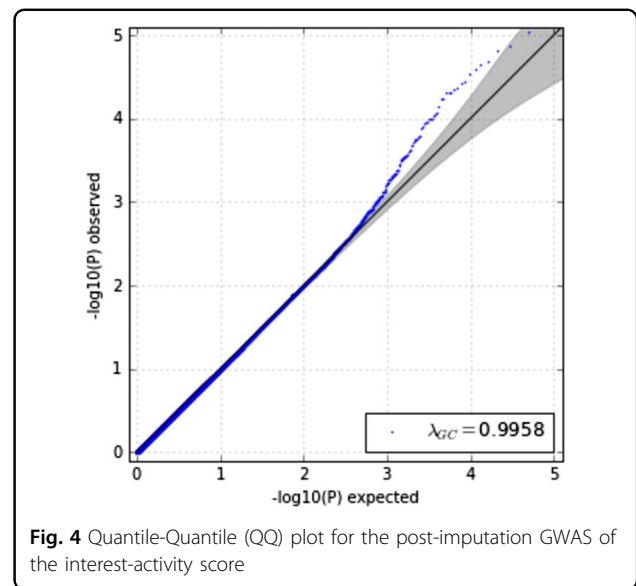 5
4
3
2
1
0
-log10(P) observed
λGC=0.9958
0 1 2 3 4 5
-log10(P) expected
Fig. 4 Quantile-Quantile (QQ) plot for the post-imputation GWAS of
the interest-activity score